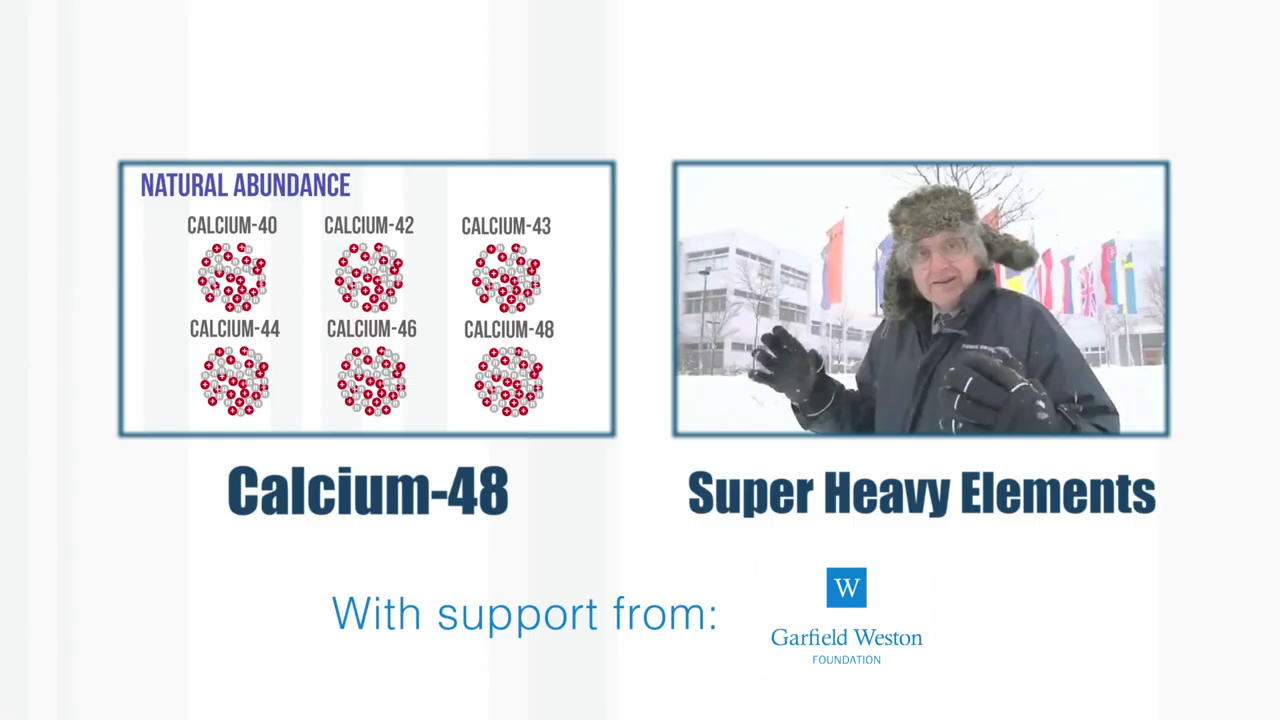 NATURAL ABUNDANCE
CALCIUM-40 CALCIUM-42 CALCIUM-43
CALCIUM-44 CALCIUM-46 CALCIUM-48
Calcium-48
Super Heavy Elements
With support from:
W
Garfield Weston
FOUNDATION